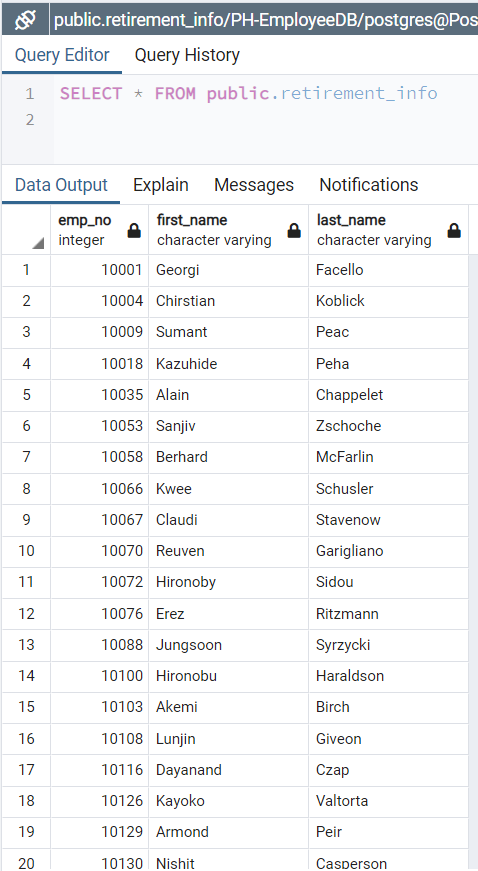 public.retirement_info/PH-EmployeeDB/postgres@Pos
Query Editor Query History
1 SELECT * FROM public.retirement_info
2
Data Output Explain Messages Notifications
emp_no first_name last_name
integer character varying character varying
1 10001 Georgi Facello
2 10004 Chirstian Koblick
3 10009 Sumant Peac
4 10018 Kazuhide Peha
5 10035 Alain Chappelet
6 10053 Sanjiv Zschoche
7 10058 Berhard McFarlin
8 10066 Kwee Schusler
9 10067 Claudi Stavenow
10 10070 Reuven Garigliano
11 10072 Hironoby Sidou
12 10076 Erez Ritzmann
13 10088 Jungsoon Syrzycki
14 10100 Hironobu Haraldson
15 10103 Akemi Birch
16 10108 Lunjin Giveon
17 10116 Dayanand Czap
18 10126 Kayoko Valtorta
19 10129 Armond Peir
20 10130 Nishit Casperson